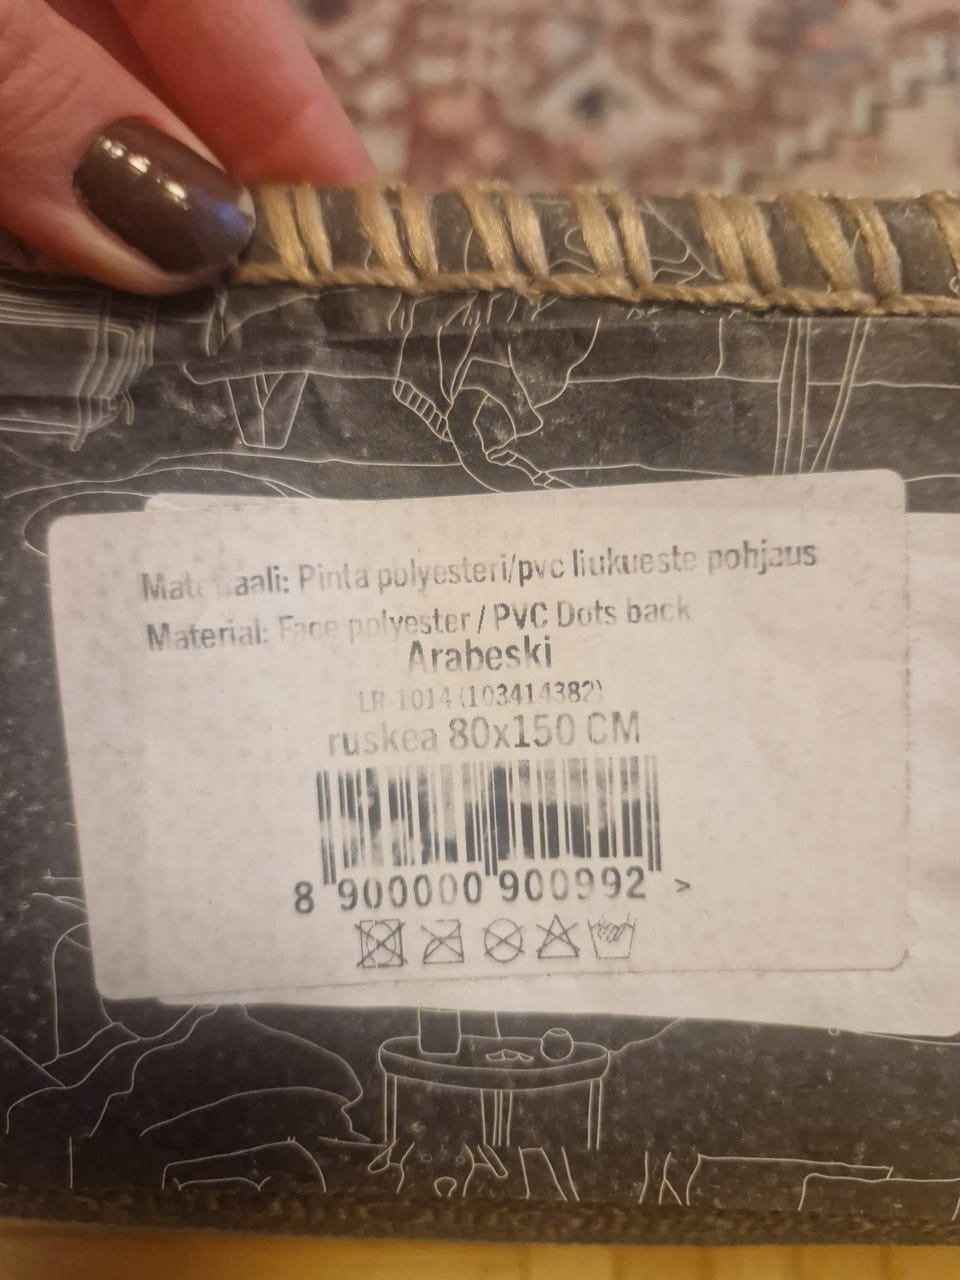 Materiaali: Pinta polyesteri/pvc liukueste pohjaus
Material: Face polyester / PVC Dots back
Arabeski
LR-1014 (103414382)
ruskea 80x150 CM
8 900000 900992 >